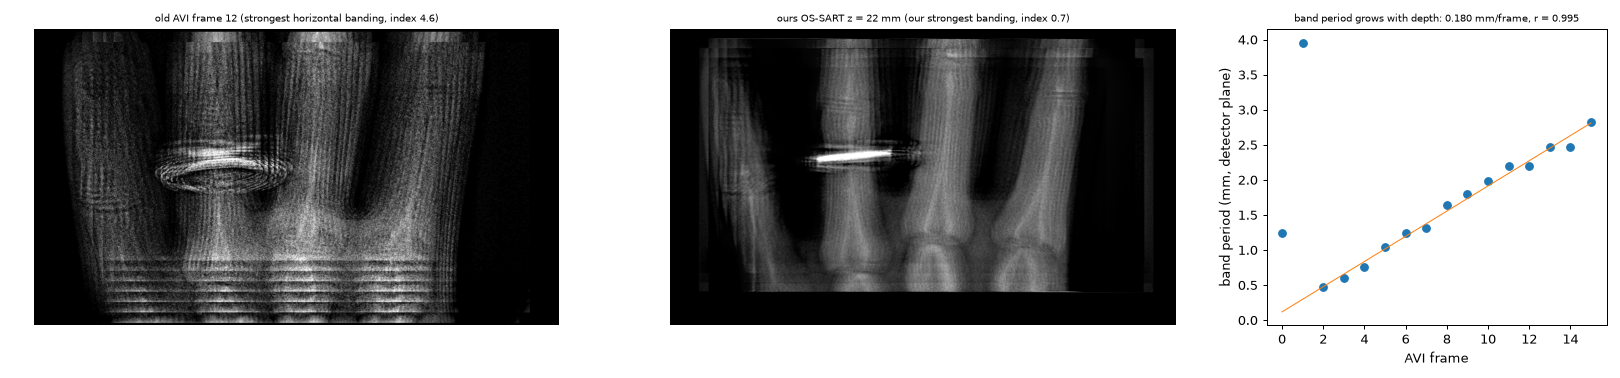 old AVI frame 12 (strongest horizontal banding, index 4.6)
ours OS-SART z = 22 mm (our strongest banding, index 0.7)
band period grows with depth: 0.180 mm/frame, r = 0.995
band period (mm, detector plane)
4.0
3.5
3.0
2.5
2.0
1.5
1.0
0.5
0.0
0 2 4 6 8 10 12 14
AVI frame